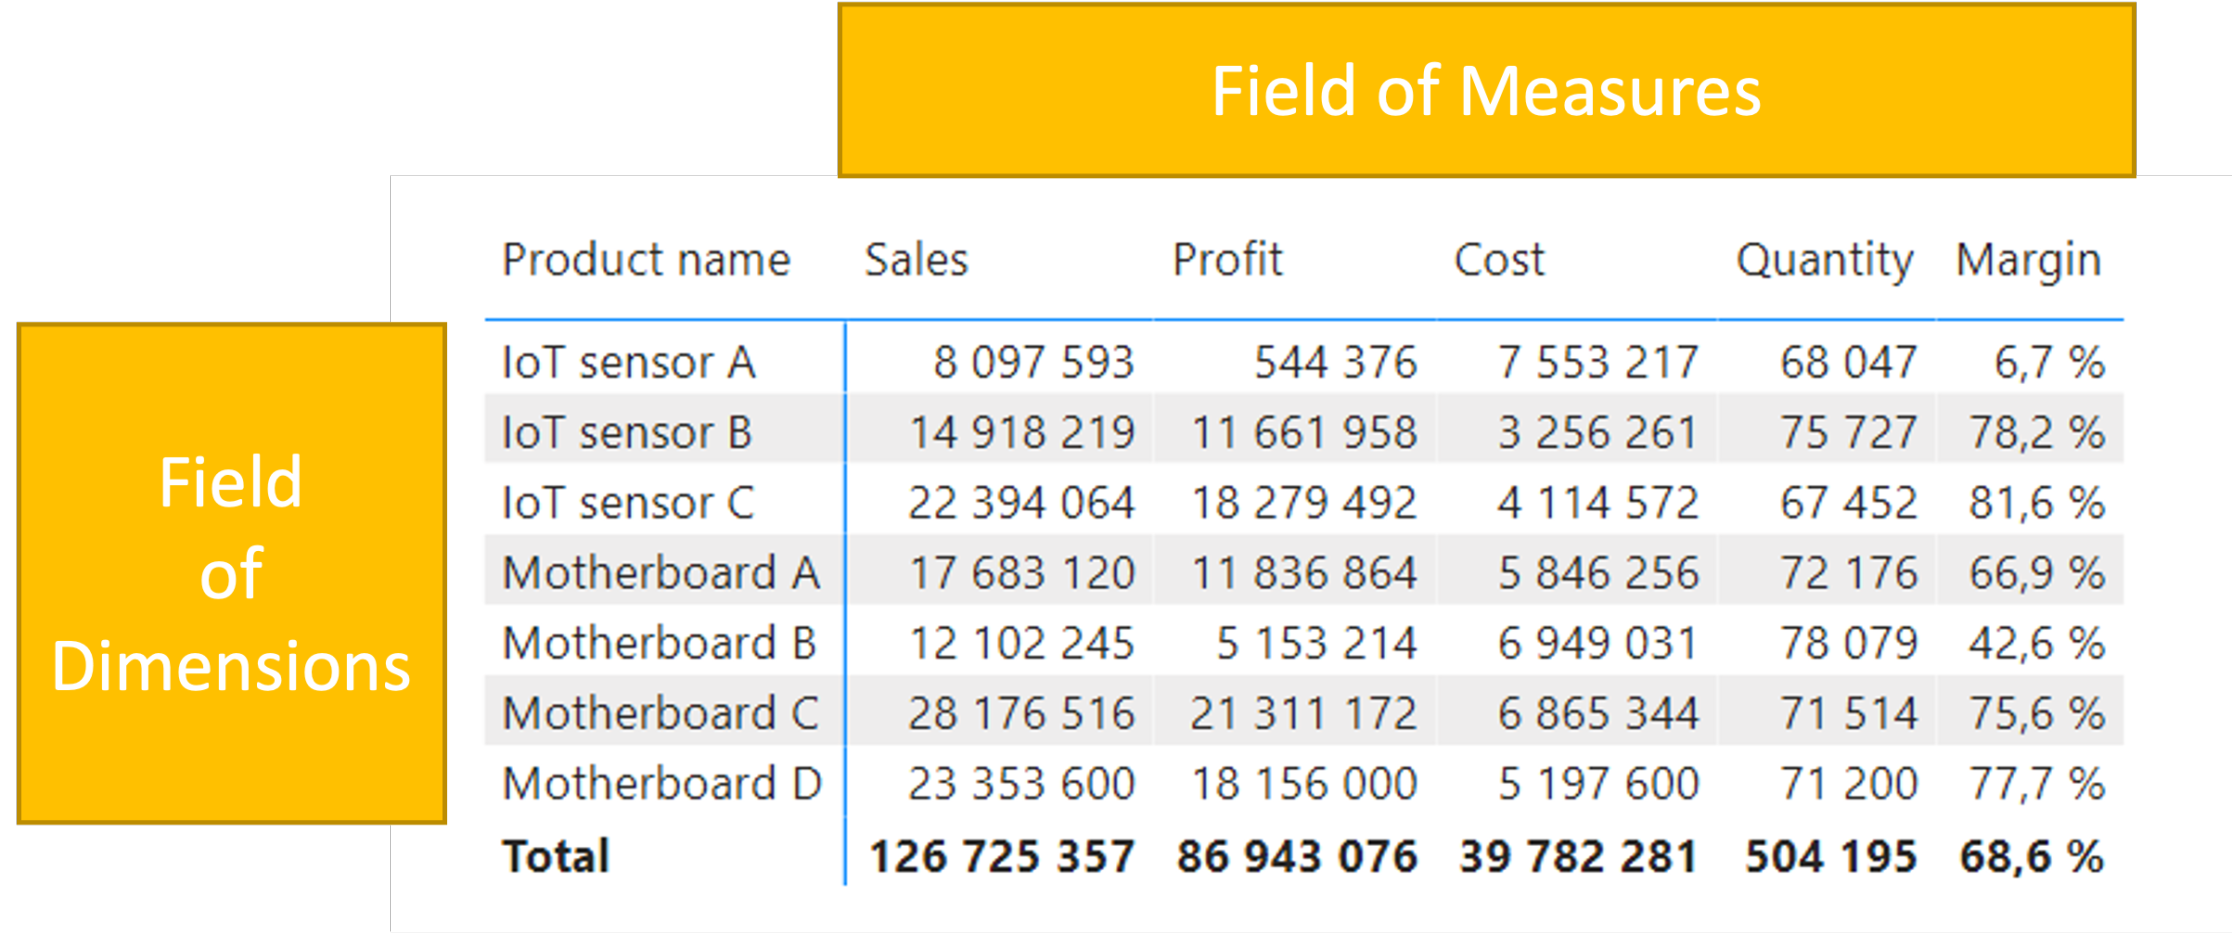 Field of Measures
Product name Sales Profit Cost Quantity Margin
IoT sensor A 8 097 593 544 376 7 553 217 68 047 6,7 %
IoT sensor B 14 918 219 11 661 958 3 256 261 75 727 78,2 %
IoT sensor C 22 394 064 18 279 492 4 114 572 67 452 81,6 %
Motherboard A 17 683 120 11 836 864 5 846 256 72 176 66,9 %
Motherboard B 12 102 245 5 153 214 6 949 031 78 079 42,6 %
Motherboard C 28 176 516 21 311 172 6 865 344 71 514 75,6 %
Motherboard D 23 353 600 18 156 000 5 197 600 71 200 77,7 %
Total 126 725 357 86 943 076 39 782 281 504 195 68,6 %
Field
of
Dimensions